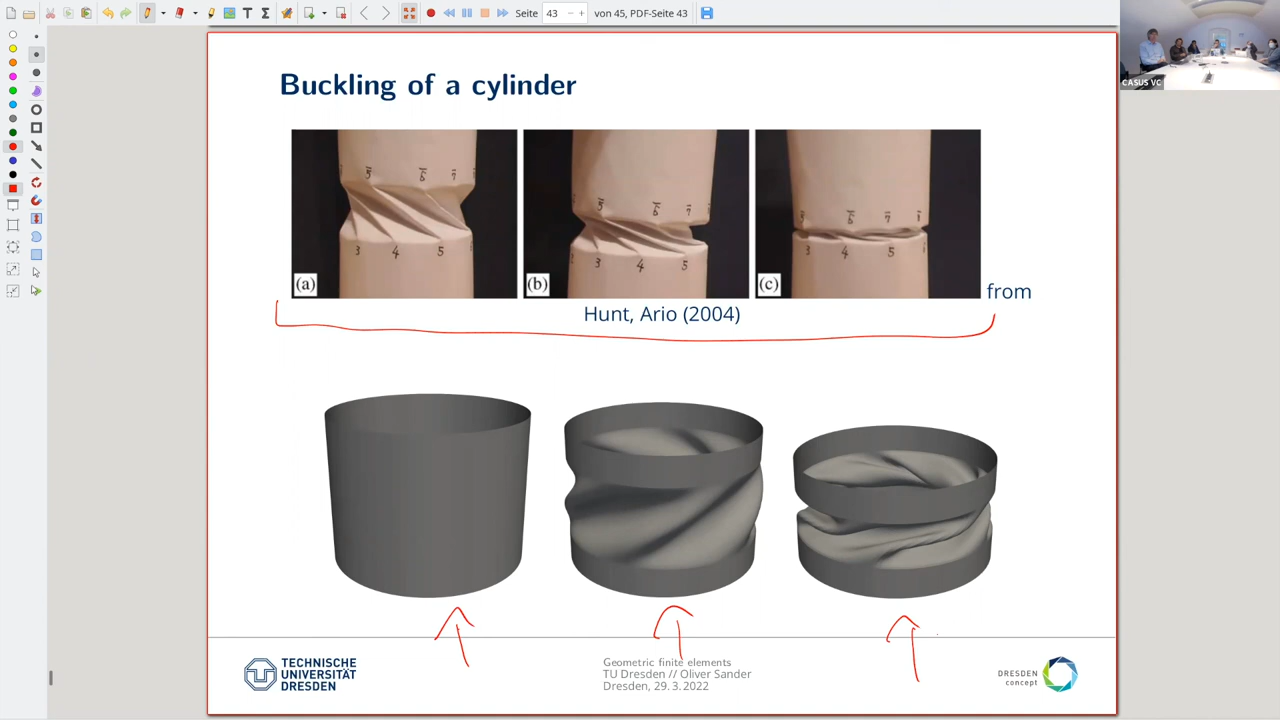 Seite 43 von 45, PDF-Seite 43
CASUS VC
Buckling of a cylinder
5 6 7
3 4 5
(a)
5 6 7
3 4 5
(b)
6 7 8
3 4 5
(c)
from
Hunt, Ario (2004)
TECHNISCHE
UNIVERSITÄT
DRESDEN
Geometric finite elements
TU Dresden // Oliver Sander
Dresden, 29. 3. 2022
DRESDEN
concept